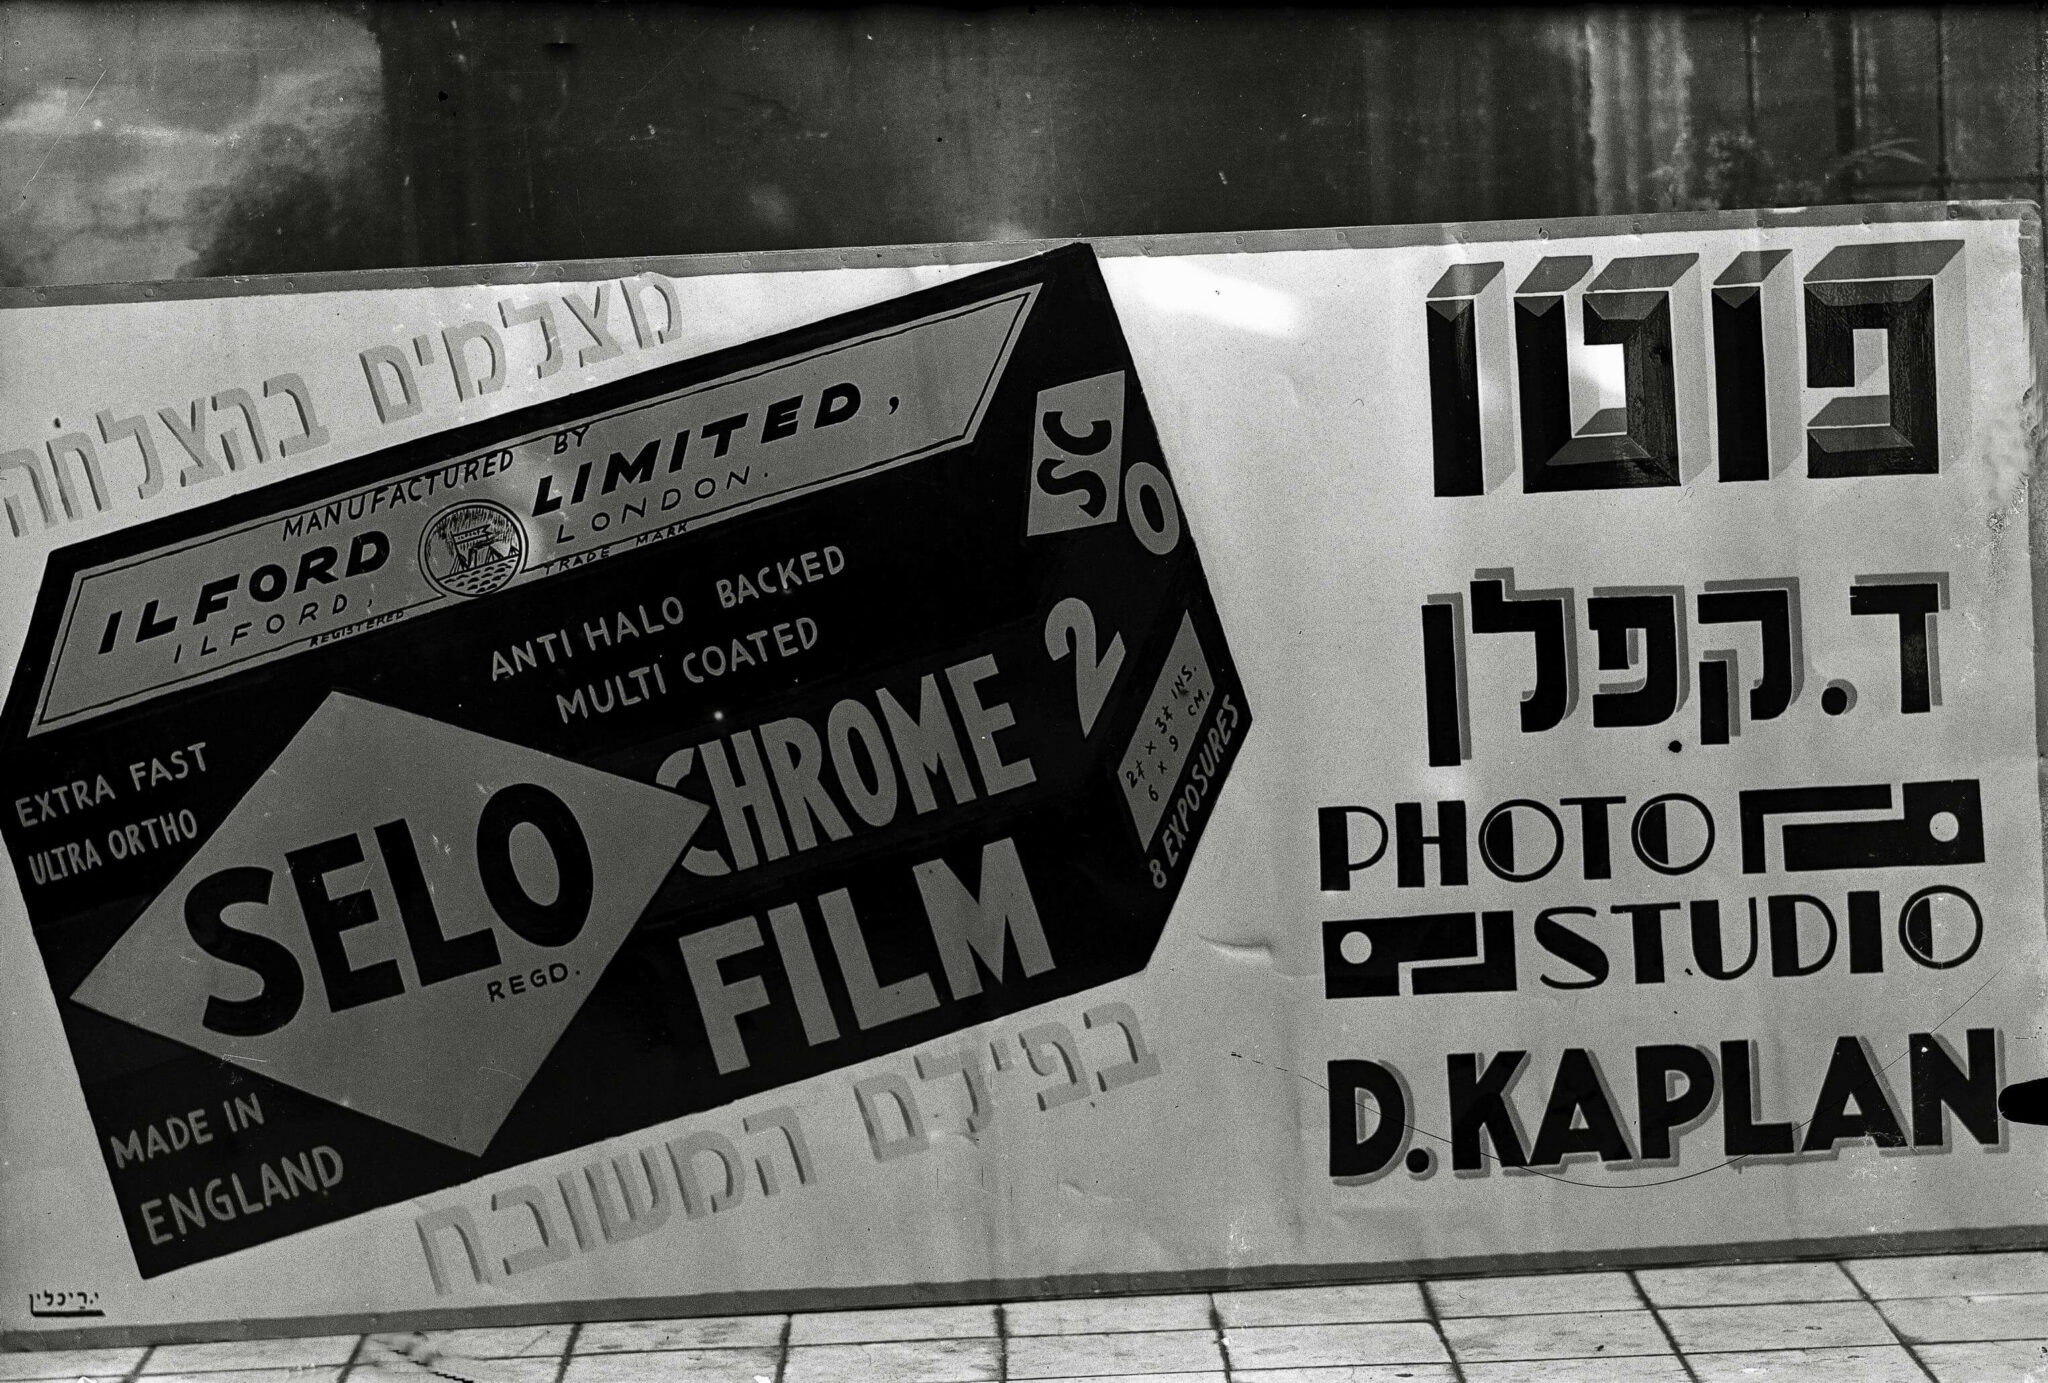 מצלמים בהצלחה
MANUFACTURED BY
ILFORD LIMITED,
ILFORD, LONDON.
REGISTERED TRADE MARK
ANTI HALO BACKED
MULTI COATED
EXTRA FAST
ULTRA ORTHO
SELO
REGD.
CHROME
FILM
MADE IN
ENGLAND
SC
20
2¼ × 3¼ INS.
6 × 9 CM.
8 EXPOSURES
בפילם המשובח
י.ריכלין
פוטו
ד.קפלן
PHOTO
STUDIO
D.KAPLAN